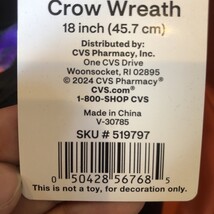 Crow Wreath
18 inch (45.7 cm)
Distributed by:
CVS Pharmacy, Inc.
One CVS Drive
Woonsocket, RI 02895
© 2024 CVS Pharmacy®
CVS.com®
1-800-SHOP CVS
Made in China
V-30785
SKU # 519797
0 50428 56768 5
This is not a toy, for decoration only.